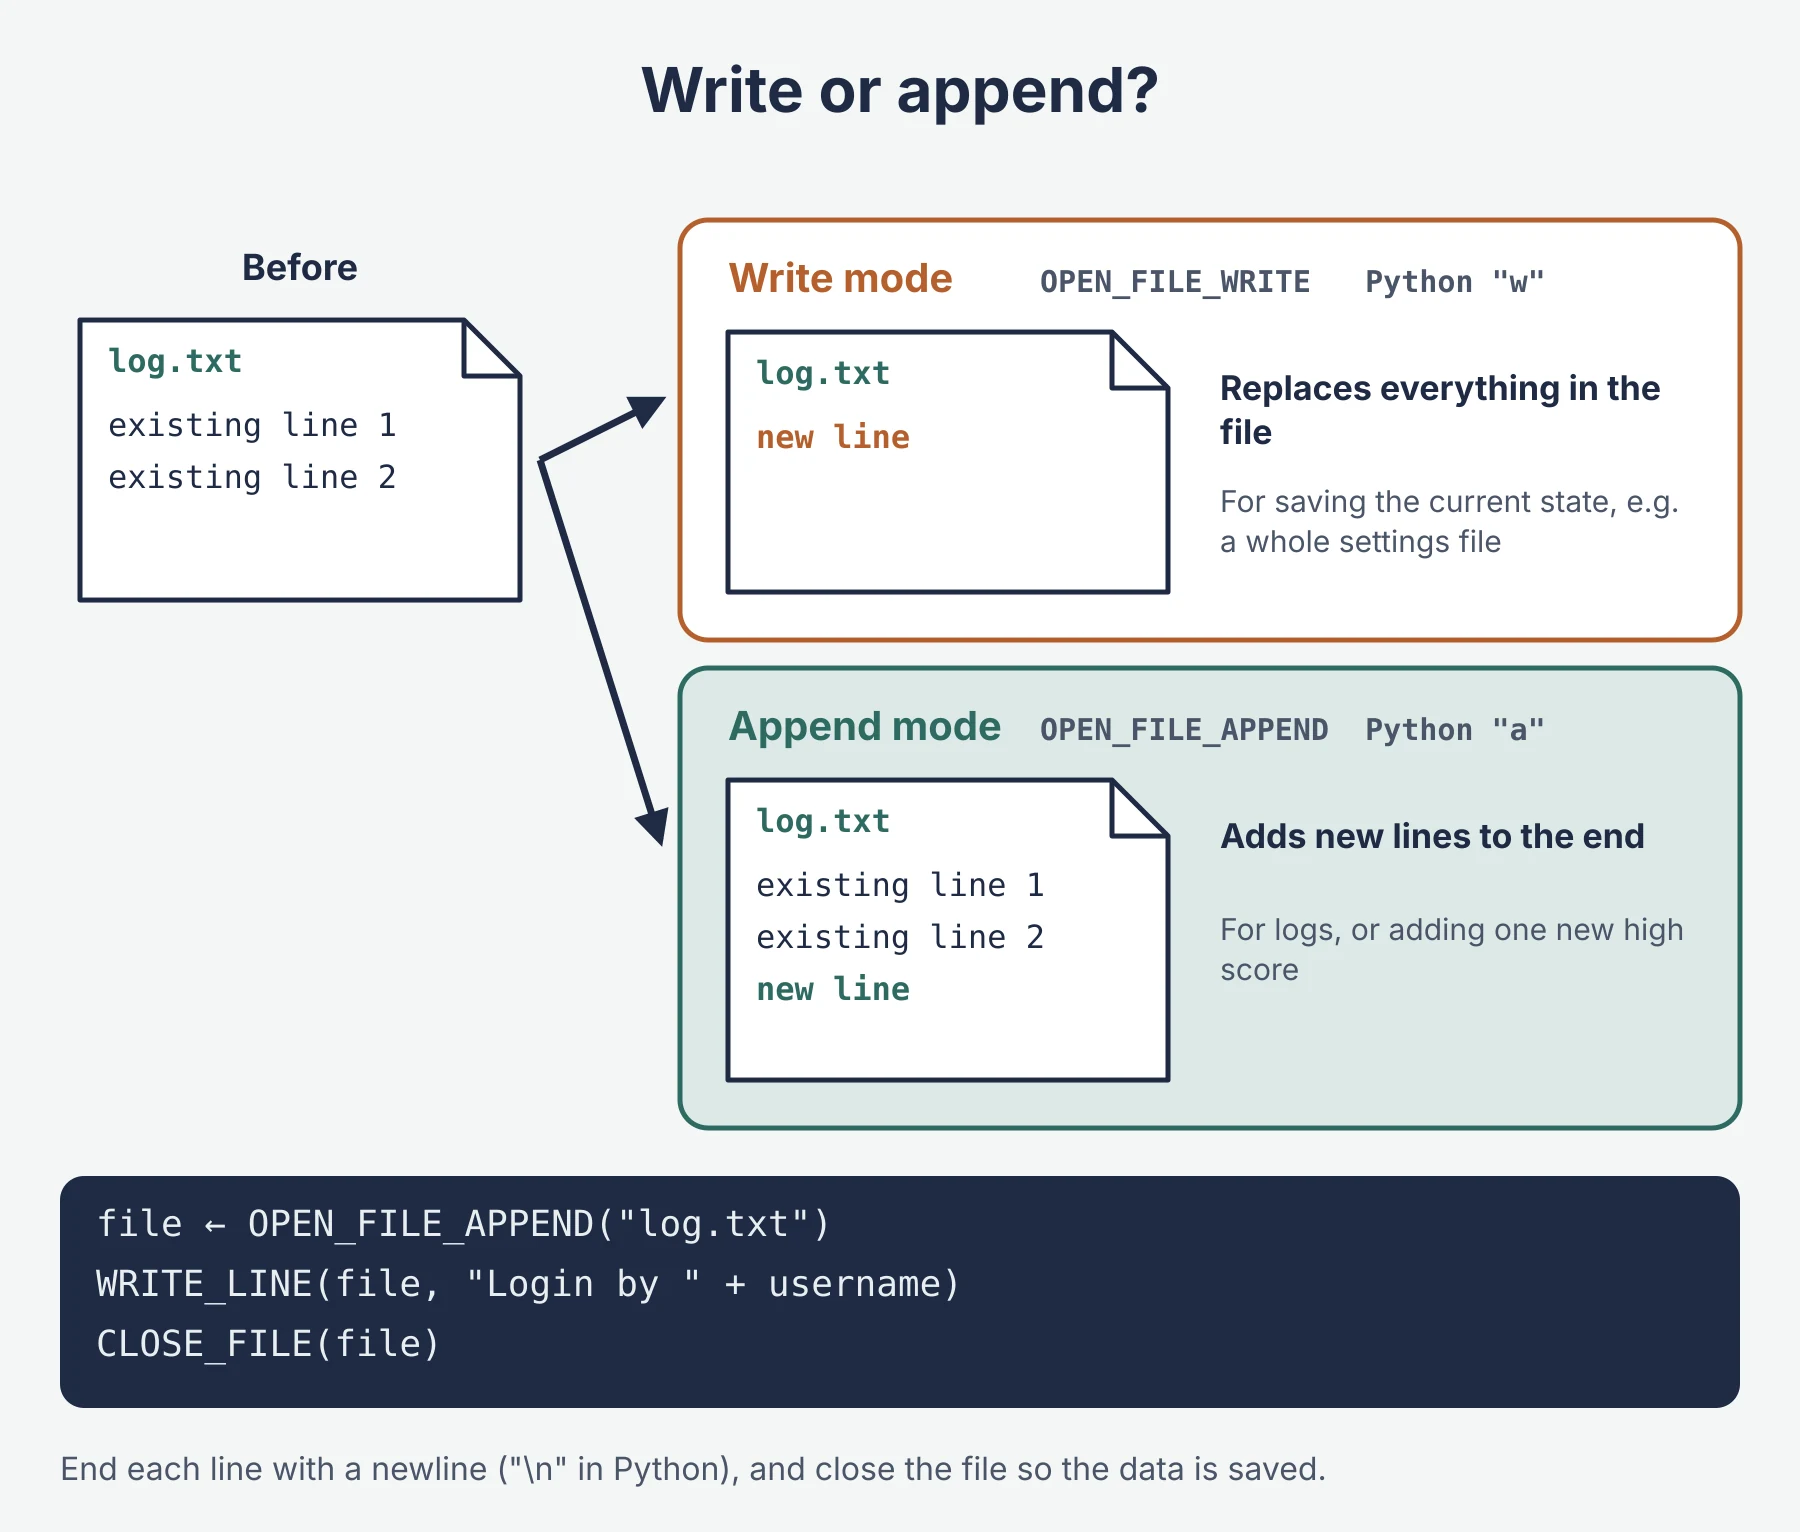 Write or append?
Before
log.txt
existing line 1
existing line 2
Write mode OPEN_FILE_WRITE Python "w"
log.txt
new line
Replaces everything in the
file
For saving the current state, e.g.
a whole settings file
Append mode OPEN_FILE_APPEND Python "a"
log.txt
existing line 1
existing line 2
new line
Adds new lines to the end
For logs, or adding one new high
score
file ← OPEN_FILE_APPEND("log.txt")
WRITE_LINE(file, "Login by " + username)
CLOSE_FILE(file)
End each line with a newline ("\n" in Python), and close the file so the data is saved.